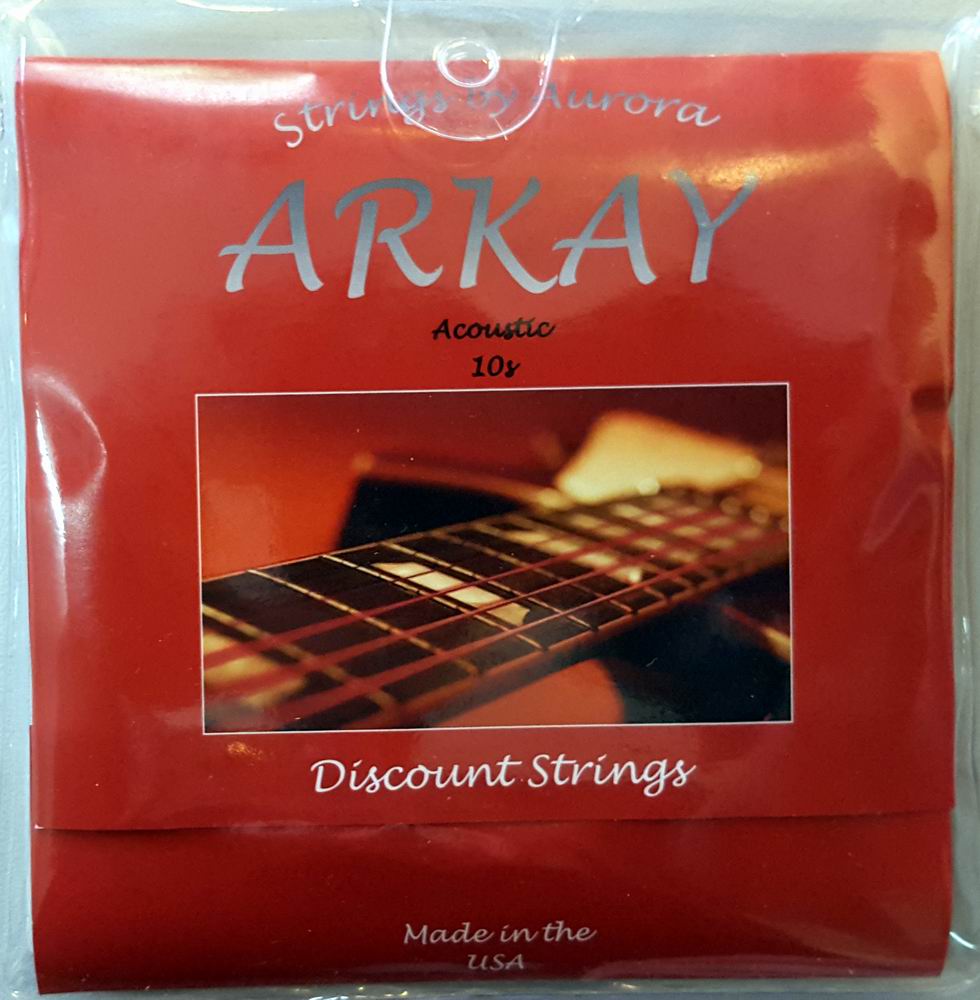 Strings by Aurora
ARKAY
Acoustic
10s
Discount Strings
Made in the
USA